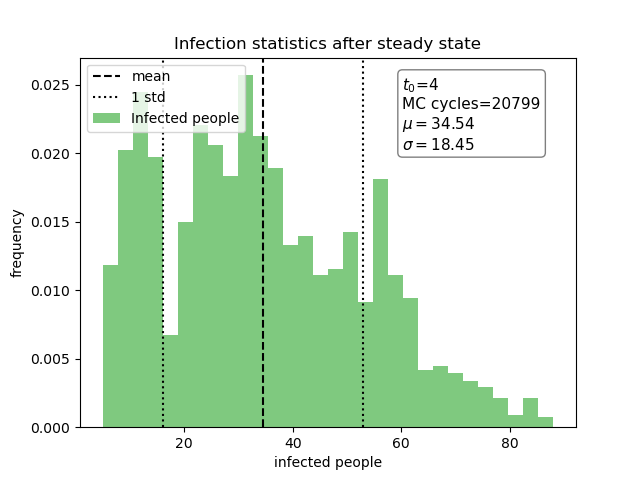 Infection statistics after steady state
mean
1 std
Infected people
t₀=4
MC cycles=20799
μ = 34.54
σ = 18.45
frequency
0.025
0.020
0.015
0.010
0.005
0.000
20 40 60 80
infected people